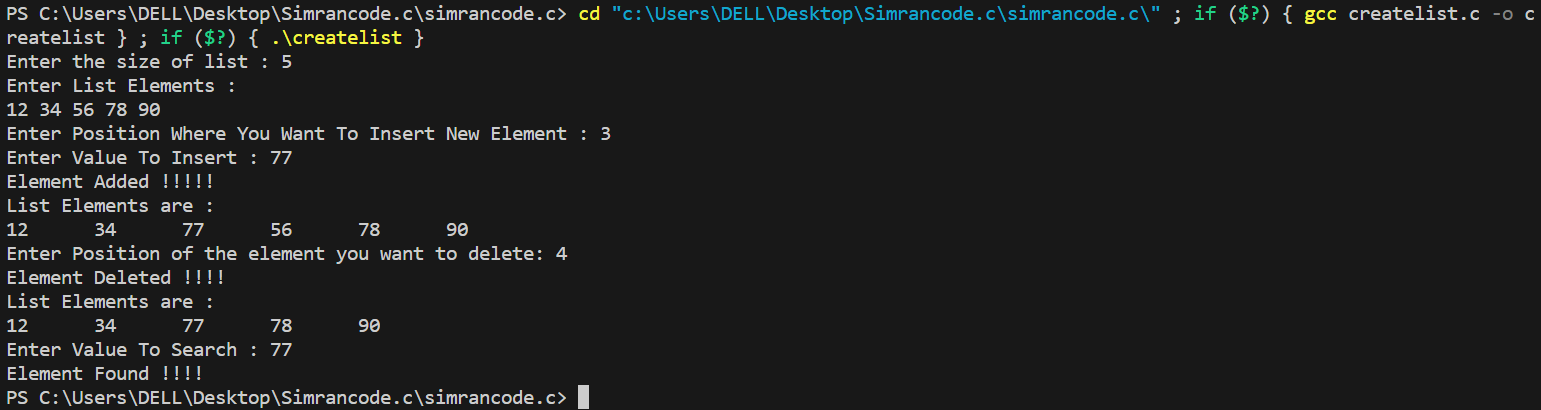 PS C:\Users\DELL\Desktop\Simrancode.c\simrancode.c> cd "c:\Users\DELL\Desktop\Simrancode.c\simrancode.c\" ; if ($?) { gcc createlist.c -o c
reatelist } ; if ($?) { .\createlist }
Enter the size of list : 5
Enter List Elements :
12 34 56 78 90
Enter Position Where You Want To Insert New Element : 3
Enter Value To Insert : 77
Element Added !!!!!
List Elements are :
12      34      77      56      78      90
Enter Position of the element you want to delete: 4
Element Deleted !!!!
List Elements are :
12      34      77      78      90
Enter Value To Search : 77
Element Found !!!!
PS C:\Users\DELL\Desktop\Simrancode.c\simrancode.c>